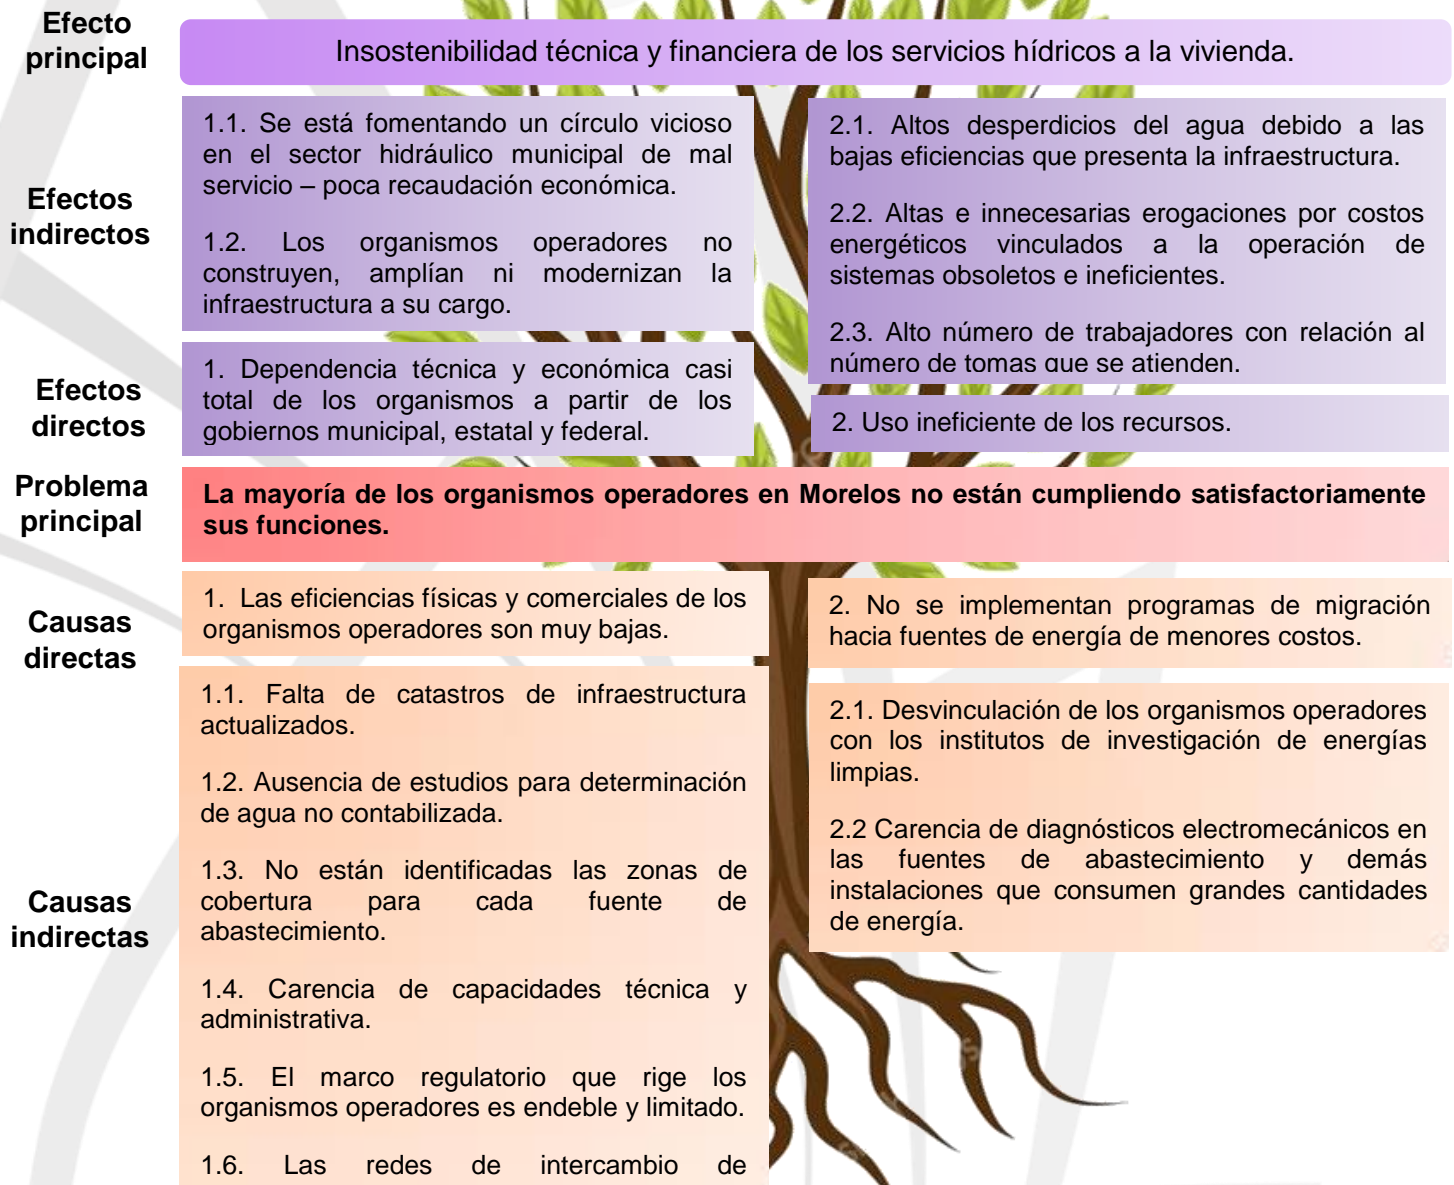 Efecto
principal
Insostenibilidad técnica y financiera de los servicios hídricos a la vivienda.
Efectos
indirectos
1.1. Se está fomentando un círculo vicioso
en el sector hidráulico municipal de mal
servicio – poca recaudación económica.
1.2. Los organismos operadores no
construyen, amplían ni modernizan la
infraestructura a su cargo.
2.1. Altos desperdicios del agua debido a las
bajas eficiencias que presenta la infraestructura.
2.2. Altas e innecesarias erogaciones por costos
energéticos vinculados a la operación de
sistemas obsoletos e ineficientes.
2.3. Alto número de trabajadores con relación al
número de tomas que se atienden.
Efectos
directos
1. Dependencia técnica y económica casi
total de los organismos a partir de los
gobiernos municipal, estatal y federal.
2. Uso ineficiente de los recursos.
Problema
principal
La mayoría de los organismos operadores en Morelos no están cumpliendo satisfactoriamente
sus funciones.
Causas
directas
1. Las eficiencias físicas y comerciales de los
organismos operadores son muy bajas.
2. No se implementan programas de migración
hacia fuentes de energía de menores costos.
Causas
indirectas
1.1. Falta de catastros de infraestructura
actualizados.
1.2. Ausencia de estudios para determinación
de agua no contabilizada.
1.3. No están identificadas las zonas de
cobertura para cada fuente de
abastecimiento.
1.4. Carencia de capacidades técnica y
administrativa.
1.5. El marco regulatorio que rige los
organismos operadores es endeble y limitado.
1.6. Las redes de intercambio de
2.1. Desvinculación de los organismos operadores
con los institutos de investigación de energías
limpias.
2.2 Carencia de diagnósticos electromecánicos en
las fuentes de abastecimiento y demás
instalaciones que consumen grandes cantidades
de energía.